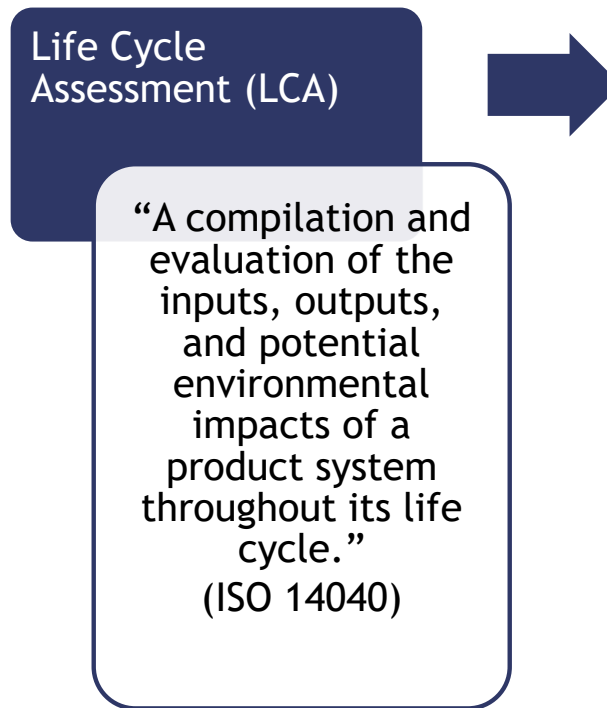 Life Cycle
Assessment (LCA)
“A compilation and
evaluation of the
inputs, outputs,
and potential
environmental
impacts of a
product system
throughout its life
cycle.”
(ISO 14040)